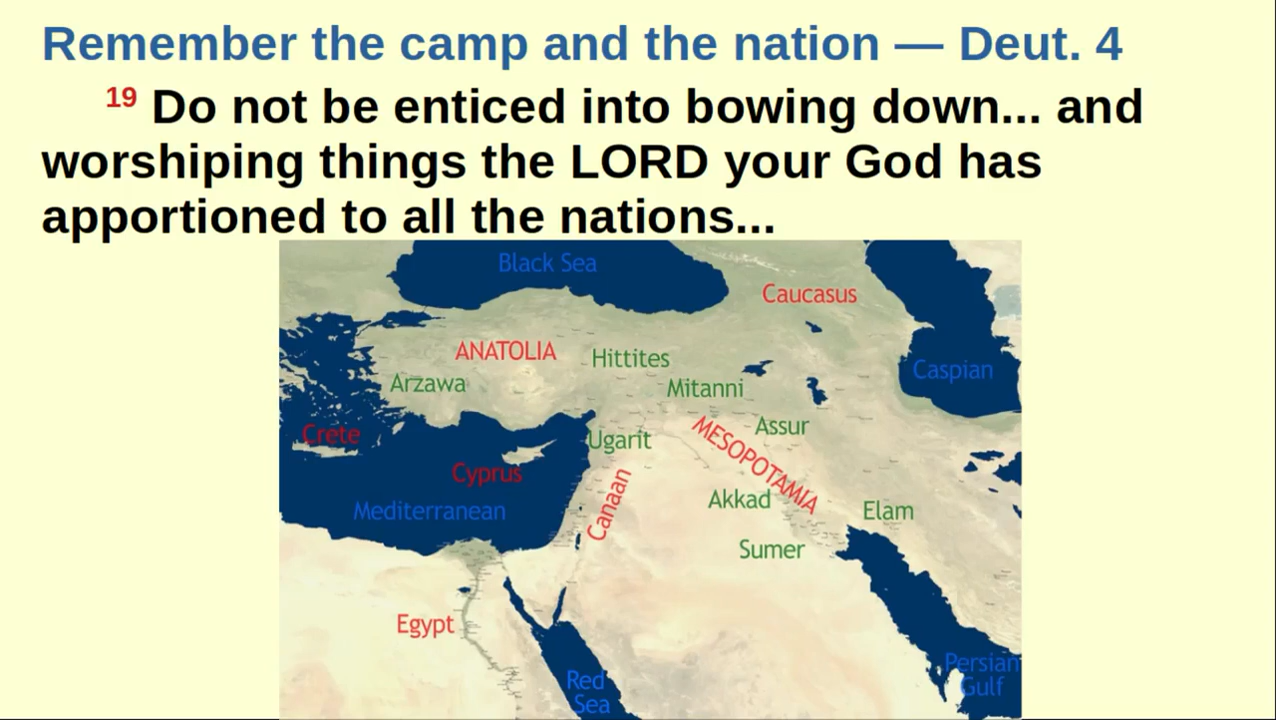 Remember the camp and the nation — Deut. 4
19 Do not be enticed into bowing down... and
worshiping things the LORD your God has
apportioned to all the nations...
Black Sea
Caucasus
ANATOLIA
Hittites
Caspian
Arzawa
Mitanni
Assur
Crete
Ugarit
MESOPOTAMIA
Cyprus
Canaan
Akkad
Mediterranean
Elam
Sumer
Egypt
Persian
Gulf
Red
Sea